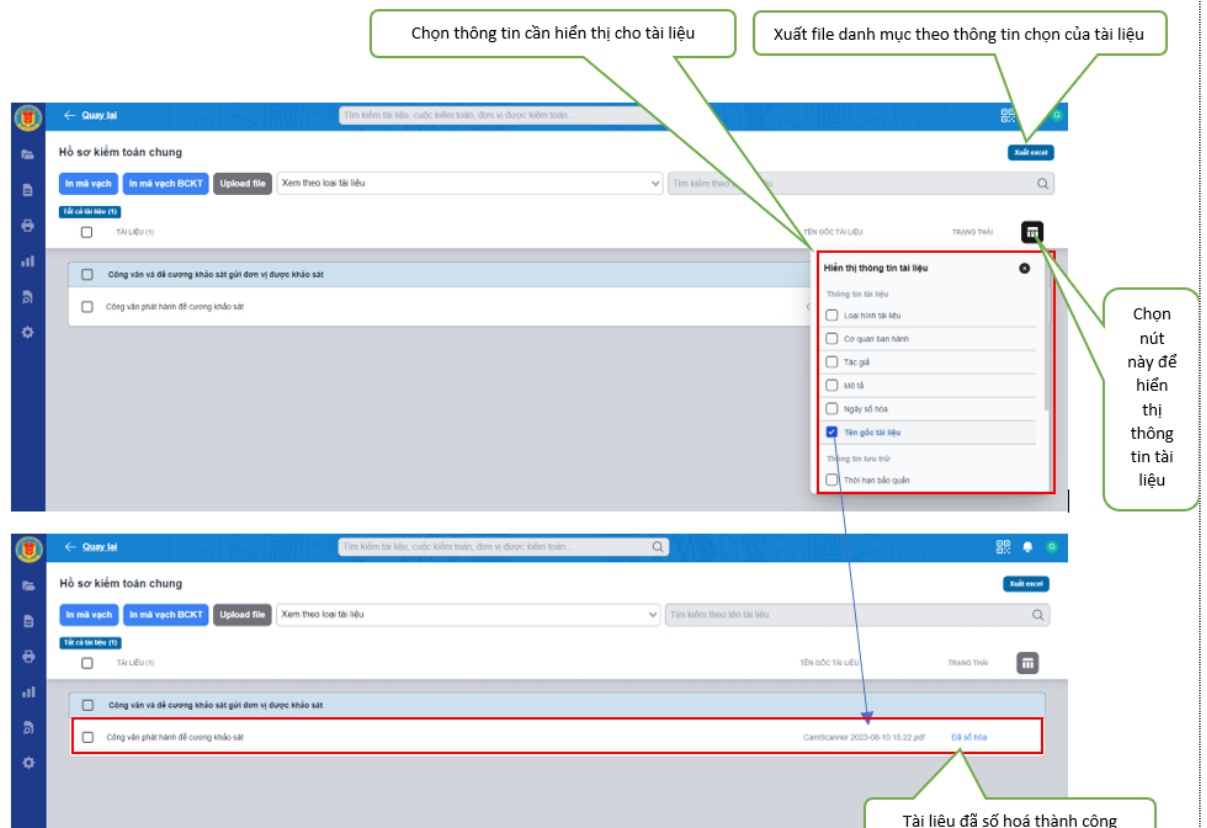 Chọn thông tin cần hiển thị cho tài liệu
Xuất file danh mục theo thông tin chọn của tài liệu
← Quay lại
Tìm kiếm tài liệu, cuộc kiểm toán, đơn vị được kiểm toán...
G
Hồ sơ kiểm toán chung
Xuất excel
In mã vạch
In mã vạch BCKT
Upload file
Xem theo loại tài liệu
Tìm kiếm theo
Tất cả tài liệu (1)
TÀI LIỆU (1)
TÊN GỐC TÀI LIỆU
TRẠNG THÁI
Công văn và đề cương khảo sát gửi đơn vị được khảo sát
Công văn phát hành đề cương khảo sát
Hiển thị thông tin tài liệu
Thông tin tài liệu
Loại hình tài liệu
Cơ quan ban hành
Tác giả
Mô tả
Ngày số hóa
Tên gốc tài liệu
Thông tin lưu trữ
Thời hạn bảo quản
Chọn
nút
này để
hiển
thị
thông
tin tài
liệu
← Quay lại
Tìm kiếm tài liệu, cuộc kiểm toán, đơn vị được kiểm toán...
G
Hồ sơ kiểm toán chung
Xuất excel
In mã vạch
In mã vạch BCKT
Upload file
Xem theo loại tài liệu
Tìm kiếm theo tên tài liệu
Tất cả tài liệu (1)
TÀI LIỆU (1)
TÊN GỐC TÀI LIỆU
TRẠNG THÁI
Công văn và đề cương khảo sát gửi đơn vị được khảo sát
Công văn phát hành đề cương khảo sát
CamScanner 2023-08-10 15.22.pdf
Đã số hóa
Tài liệu đã số hoá thành công